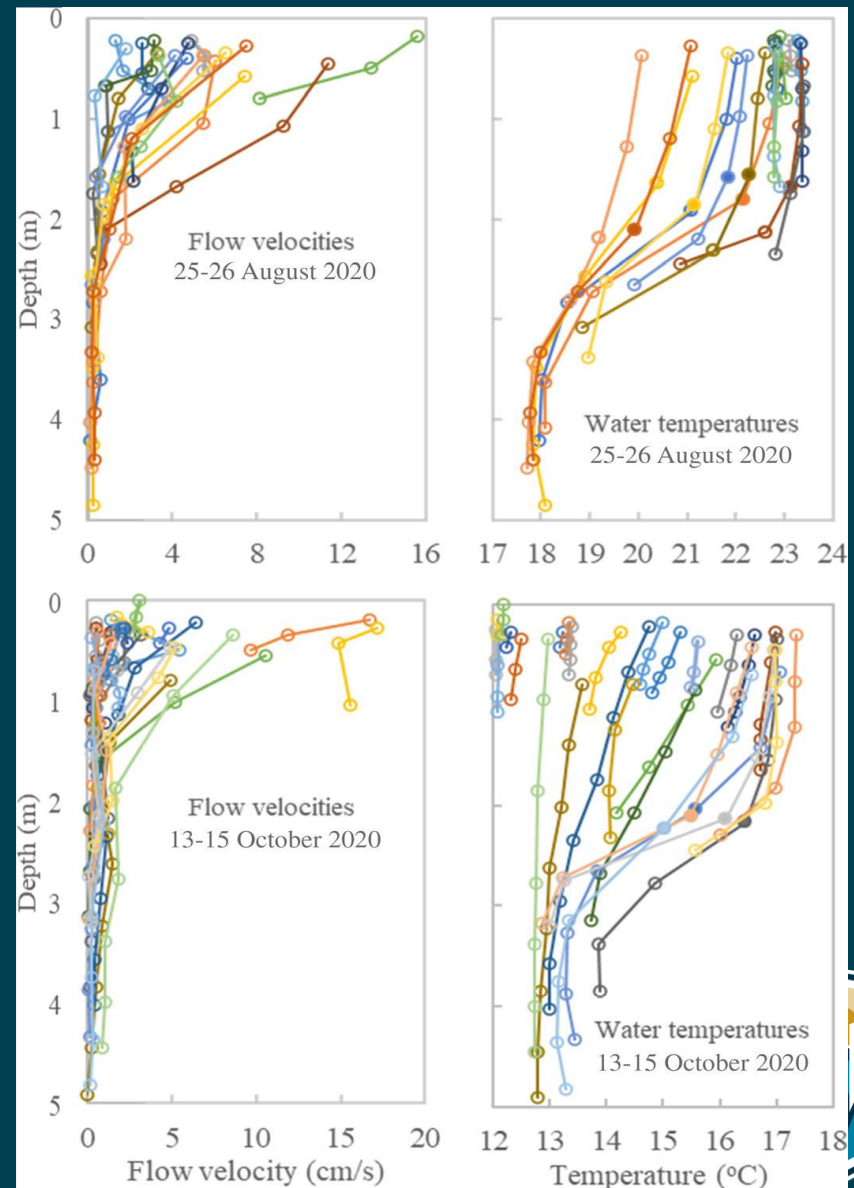 0
1
2
3
4
5
Depth (m)
Flow velocities
25-26 August 2020
0 4 8 12 16
Water temperatures
25-26 August 2020
17 18 19 20 21 22 23 24
0
1
2
3
4
5
Depth (m)
Flow velocities
13-15 October 2020
0 5 10 15 20
Flow velocity (cm/s)
Water temperatures
13-15 October 2020
12 13 14 15 16 17 18
Temperature (°C)